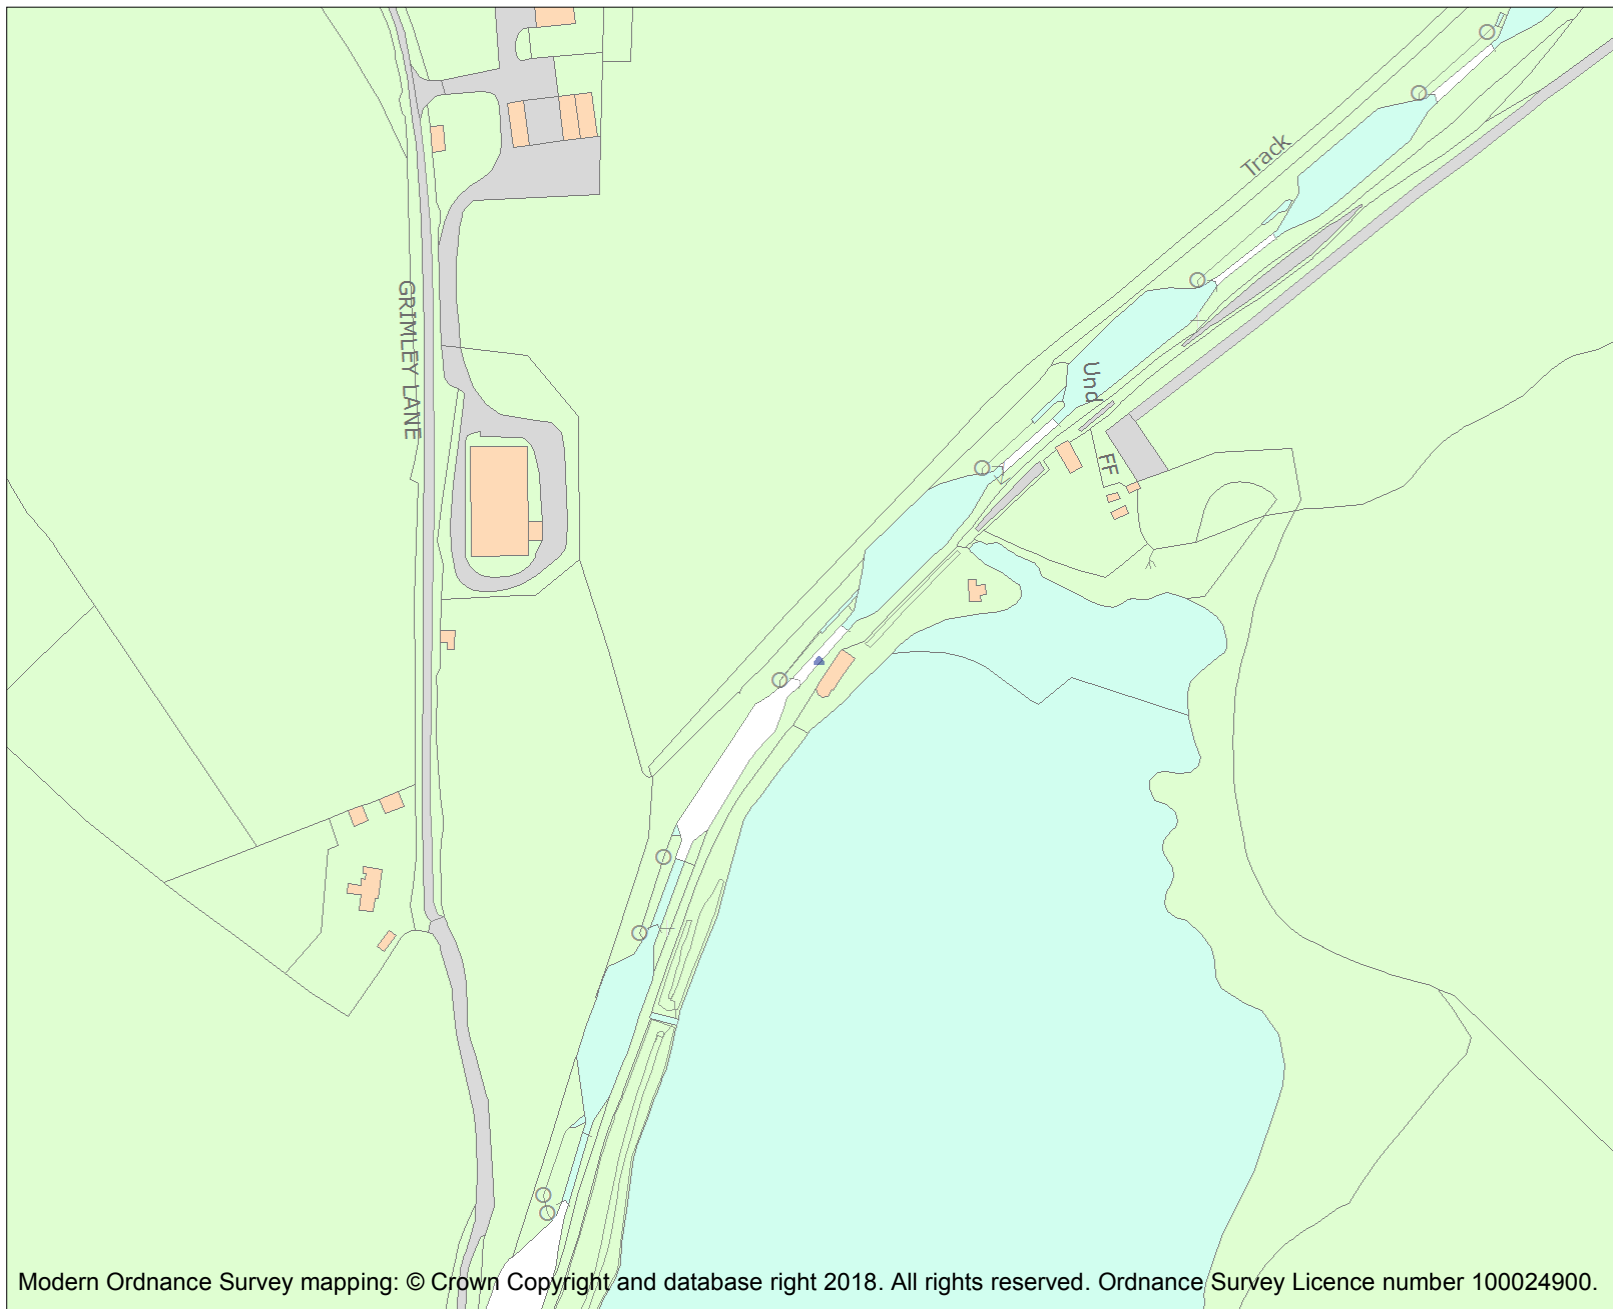 Track
GRIMLEY LANE
Und
FF
Modern Ordnance Survey mapping: © Crown Copyright and database right 2018. All rights reserved. Ordnance Survey Licence number 100024900.